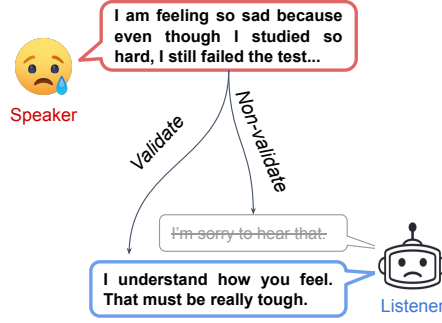 I am feeling so sad because
even though I studied so
hard, I still failed the test...
Speaker
Validate
Non-validate
I'm sorry to hear that.
I understand how you feel.
That must be really tough.
Listener